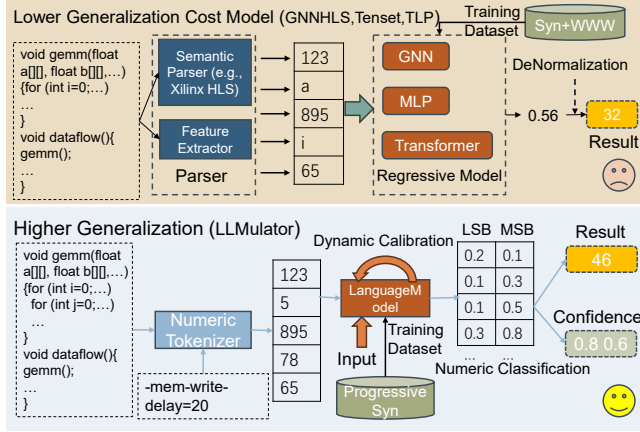 Lower Generalization Cost Model (GNNHLS,Tenset,TLP)
Training
Dataset
Syn+WWW
void gemm(float
a[][], float b[][],...)
{for (int i=0;...)
...
}
void dataflow(){
gemm();
...
}
Semantic
Parser (e.g.,
Xilinx HLS)
Feature
Extractor
Parser
123
a
895
i
65
GNN
MLP
Transformer
Regressive Model
DeNormalization
0.56
32
Result
Higher Generalization (LLMulator)
void gemm(float
a[][], float b[][],...)
{for (int i=0;...)
for (int j=0;...)
...
}
void dataflow(){
gemm();
...
}
Numeric
Tokenizer
-mem-write-
delay=20
123
5
895
78
65
Dynamic Calibration
LanguageM
odel
Input
Training
Dataset
Progressive
Syn
LSB MSB
0.2 0.1
0.1 0.3
0.1 0.5
0.3 0.8
... ...
Numeric Classification
Result
46
Confidence
0.8 0.6